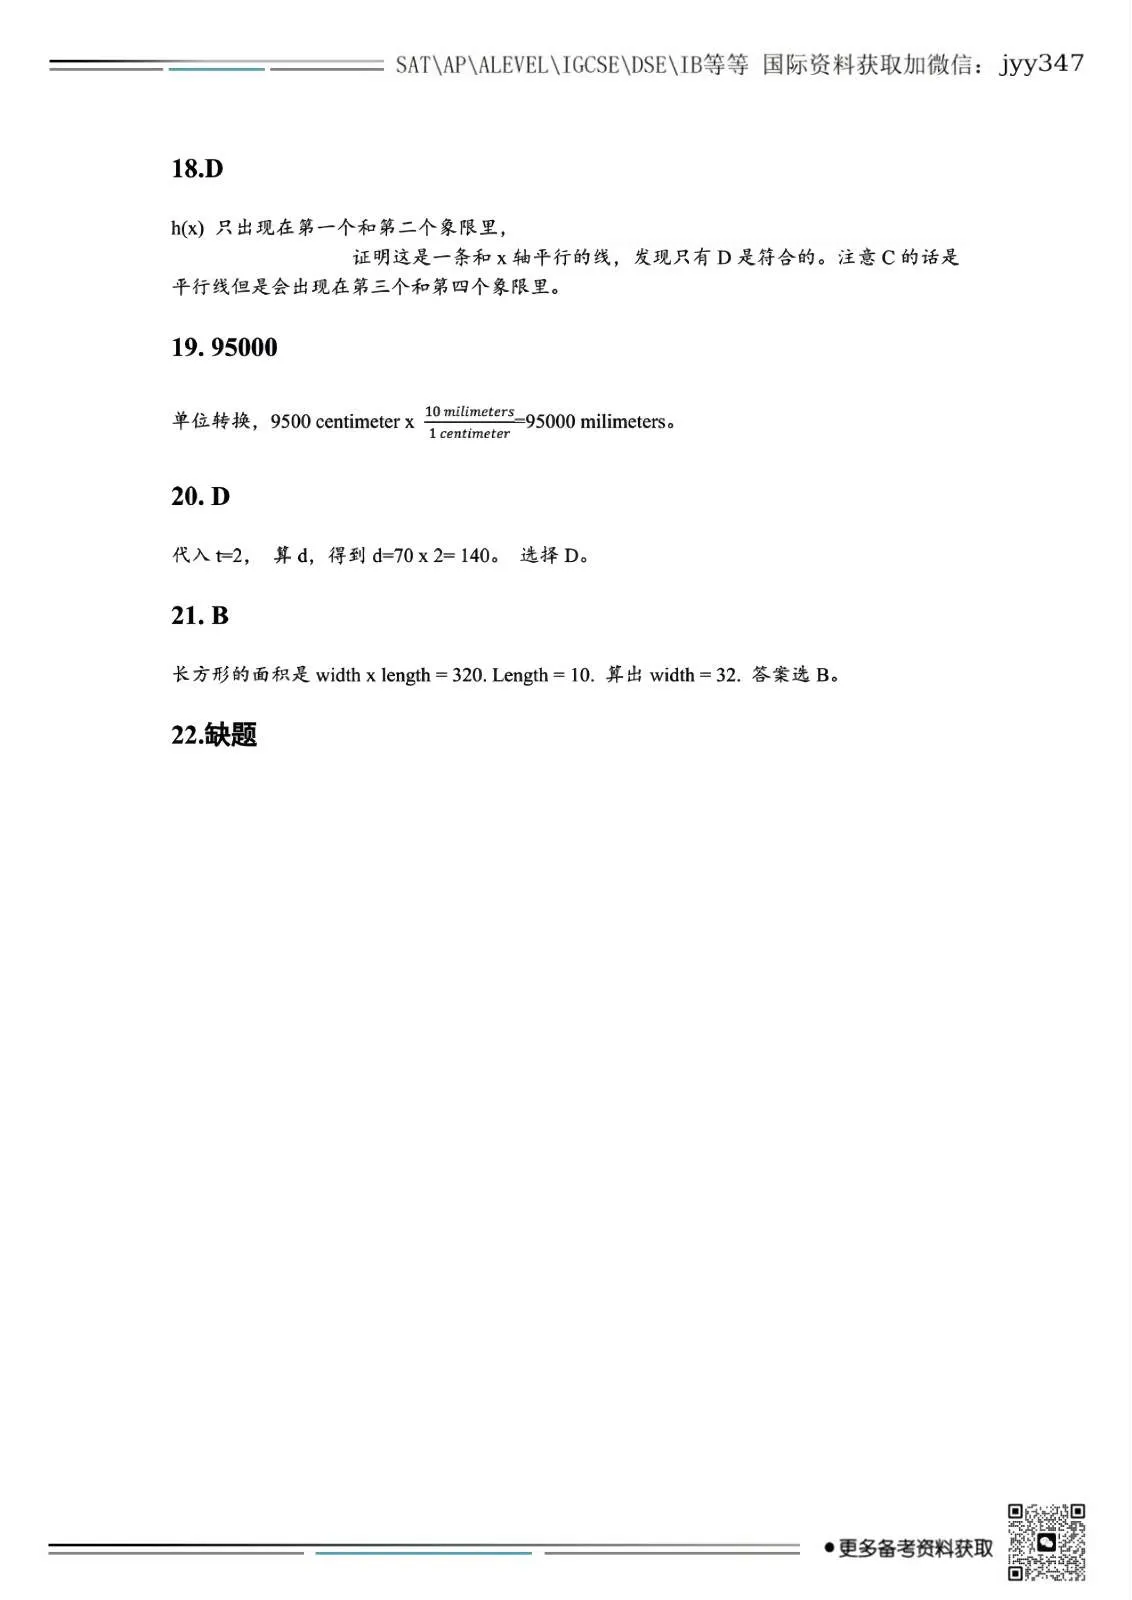 SAT\AP\ALEVEL\IGCSE\DSE\IB等等 国际资料获取加微信：jyy347
18.D
h(x) 只出现在第一个和第二个象限里，
证明这是一条和 x 轴平行的线，发现只有 D 是符合的。注意 C 的话是
平行线但是会出现在第三个和第四个象限里。
19. 95000
单位转换，9500 centimeter x 10 milimeters/1 centimeter=95000 milimeters。
20. D
代入 t=2， 算 d，得到 d=70 x 2= 140。 选择 D。
21. B
长方形的面积是 width x length = 320. Length = 10. 算出 width = 32. 答案选 B。
22.缺题
●更多备考资料获取